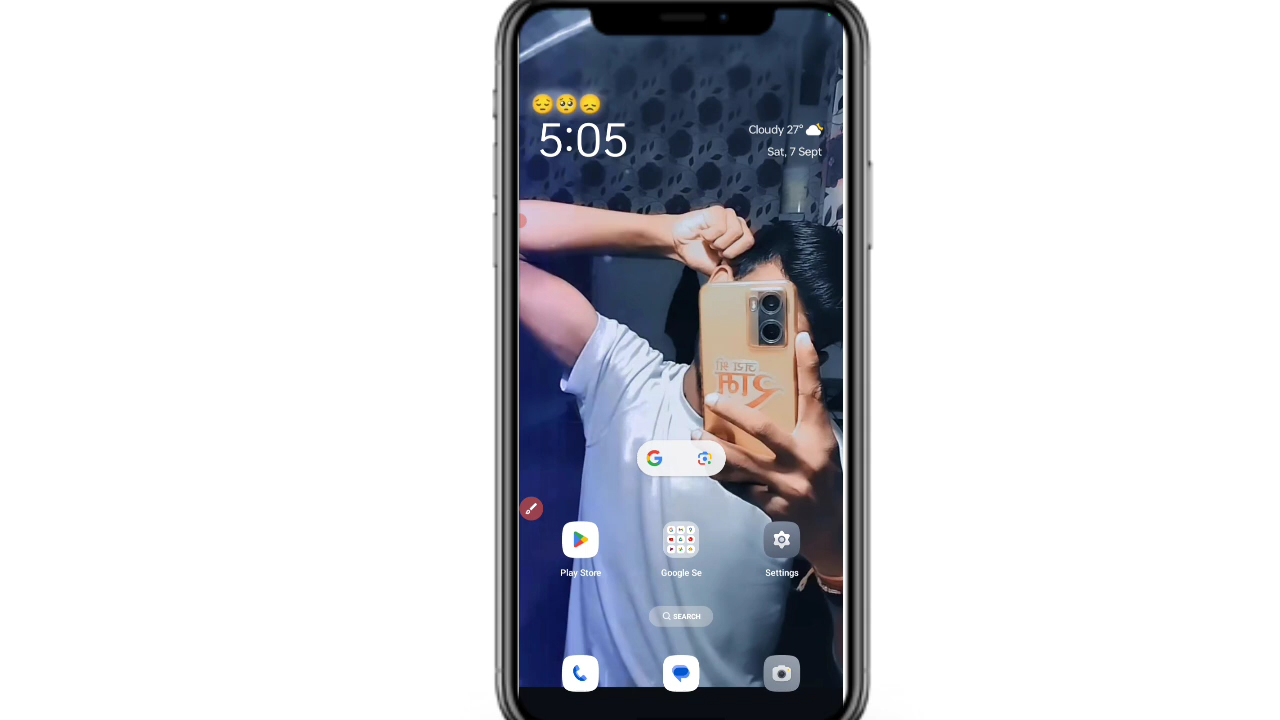 😔🥺😞
5:05
Cloudy 27°
Sat, 7 Sept
Play Store
Google Se
Settings
SEARCH